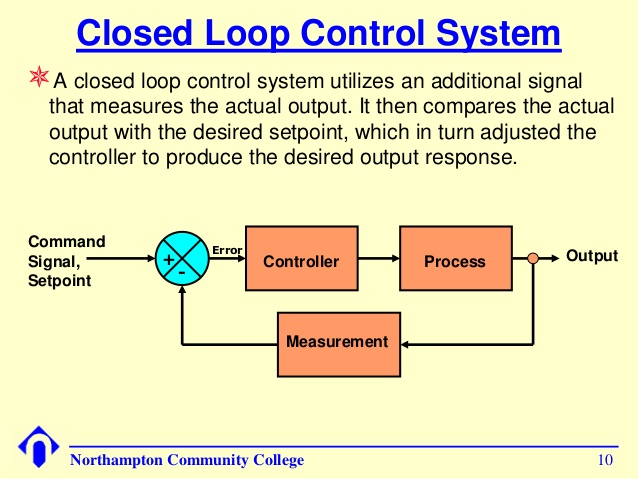 Closed Loop Control System
A closed loop control system utilizes an additional signal
that measures the actual output. It then compares the actual
output with the desired setpoint, which in turn adjusted the
controller to produce the desired output response.
Command
Signal,
Setpoint
+
-
Error
Controller
Process
Output
Measurement
Northampton Community College
10